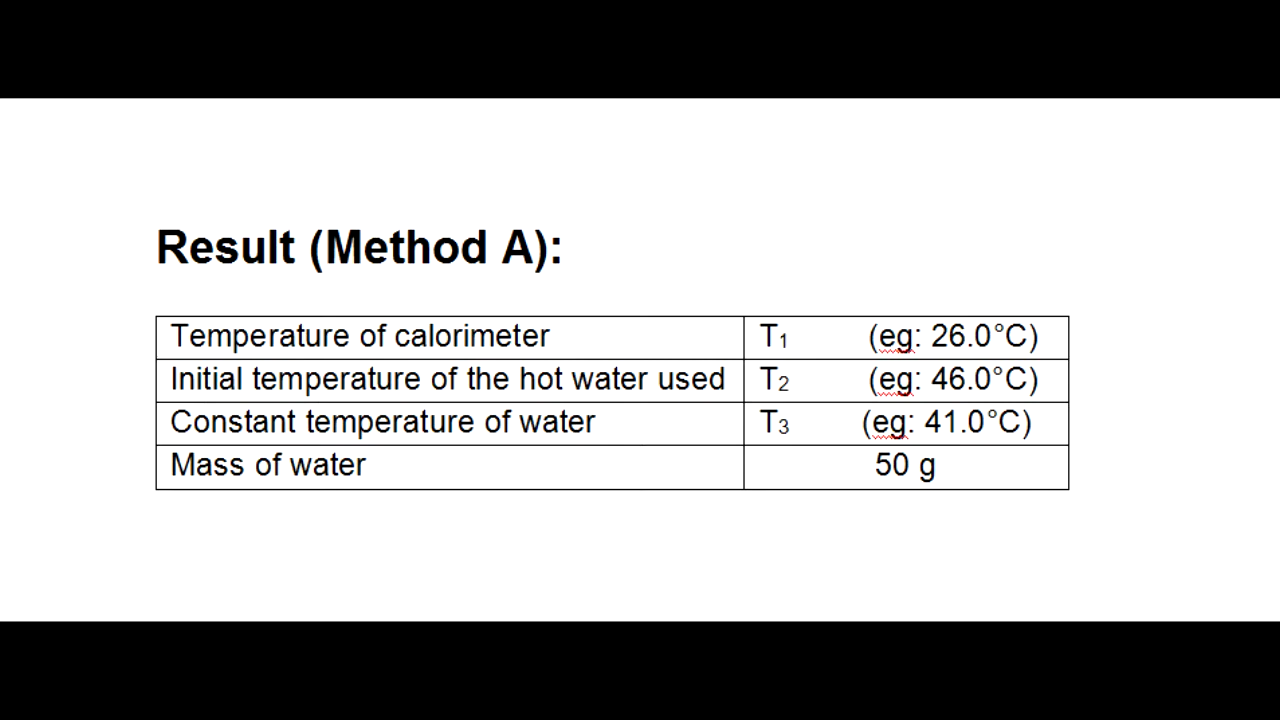 Result (Method A):
Temperature of calorimeter T₁ (eg: 26.0°C)
Initial temperature of the hot water used T₂ (eg: 46.0°C)
Constant temperature of water T₃ (eg: 41.0°C)
Mass of water 50 g